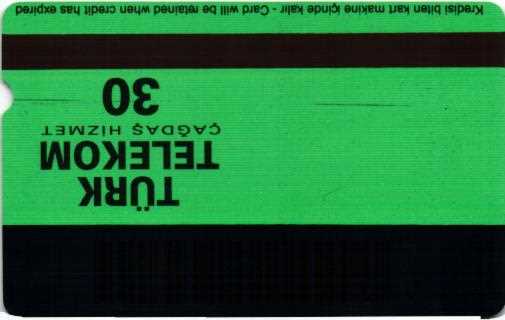 TÜRK
TELEKOM
ÇAĞDAŞ HİZMET
30
Kredisi biten kart makine içinde kalır - Card will be retained when credit has expired